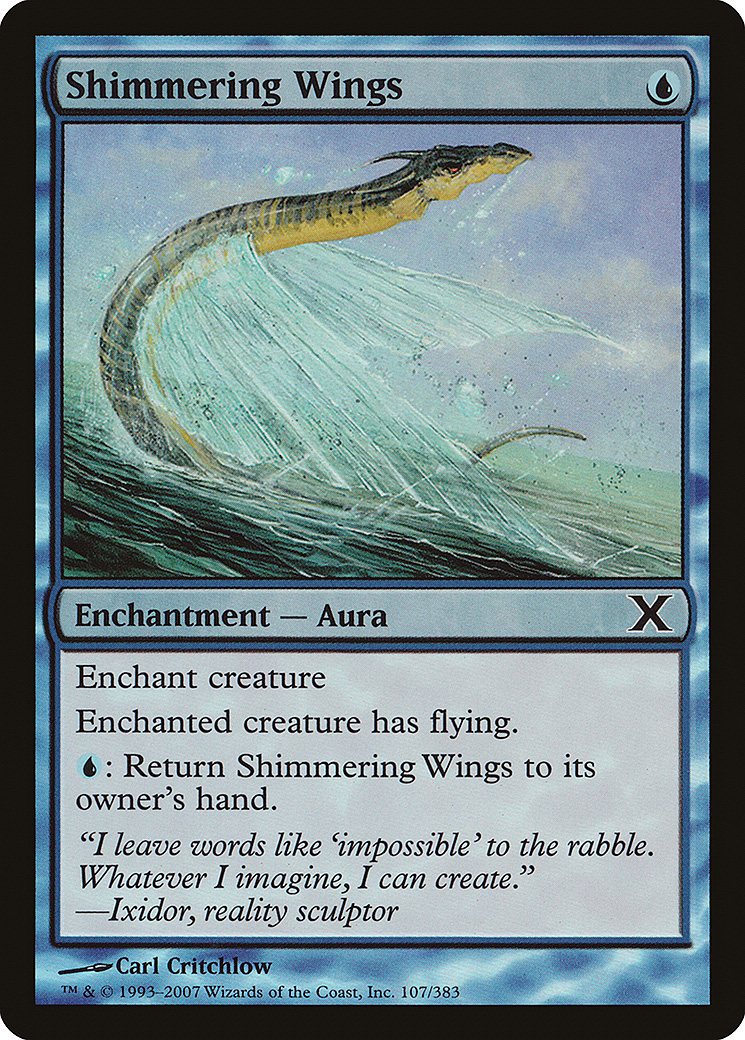 Shimmering Wings
Enchantment — Aura
X
Enchant creature
Enchanted creature has flying.
: Return Shimmering Wings to its
owner's hand.
“I leave words like ‘impossible’ to the rabble.
Whatever I imagine, I can create.”
—Ixidor, reality sculptor
Carl Critchlow
™ & © 1993–2007 Wizards of the Coast, Inc. 107/383